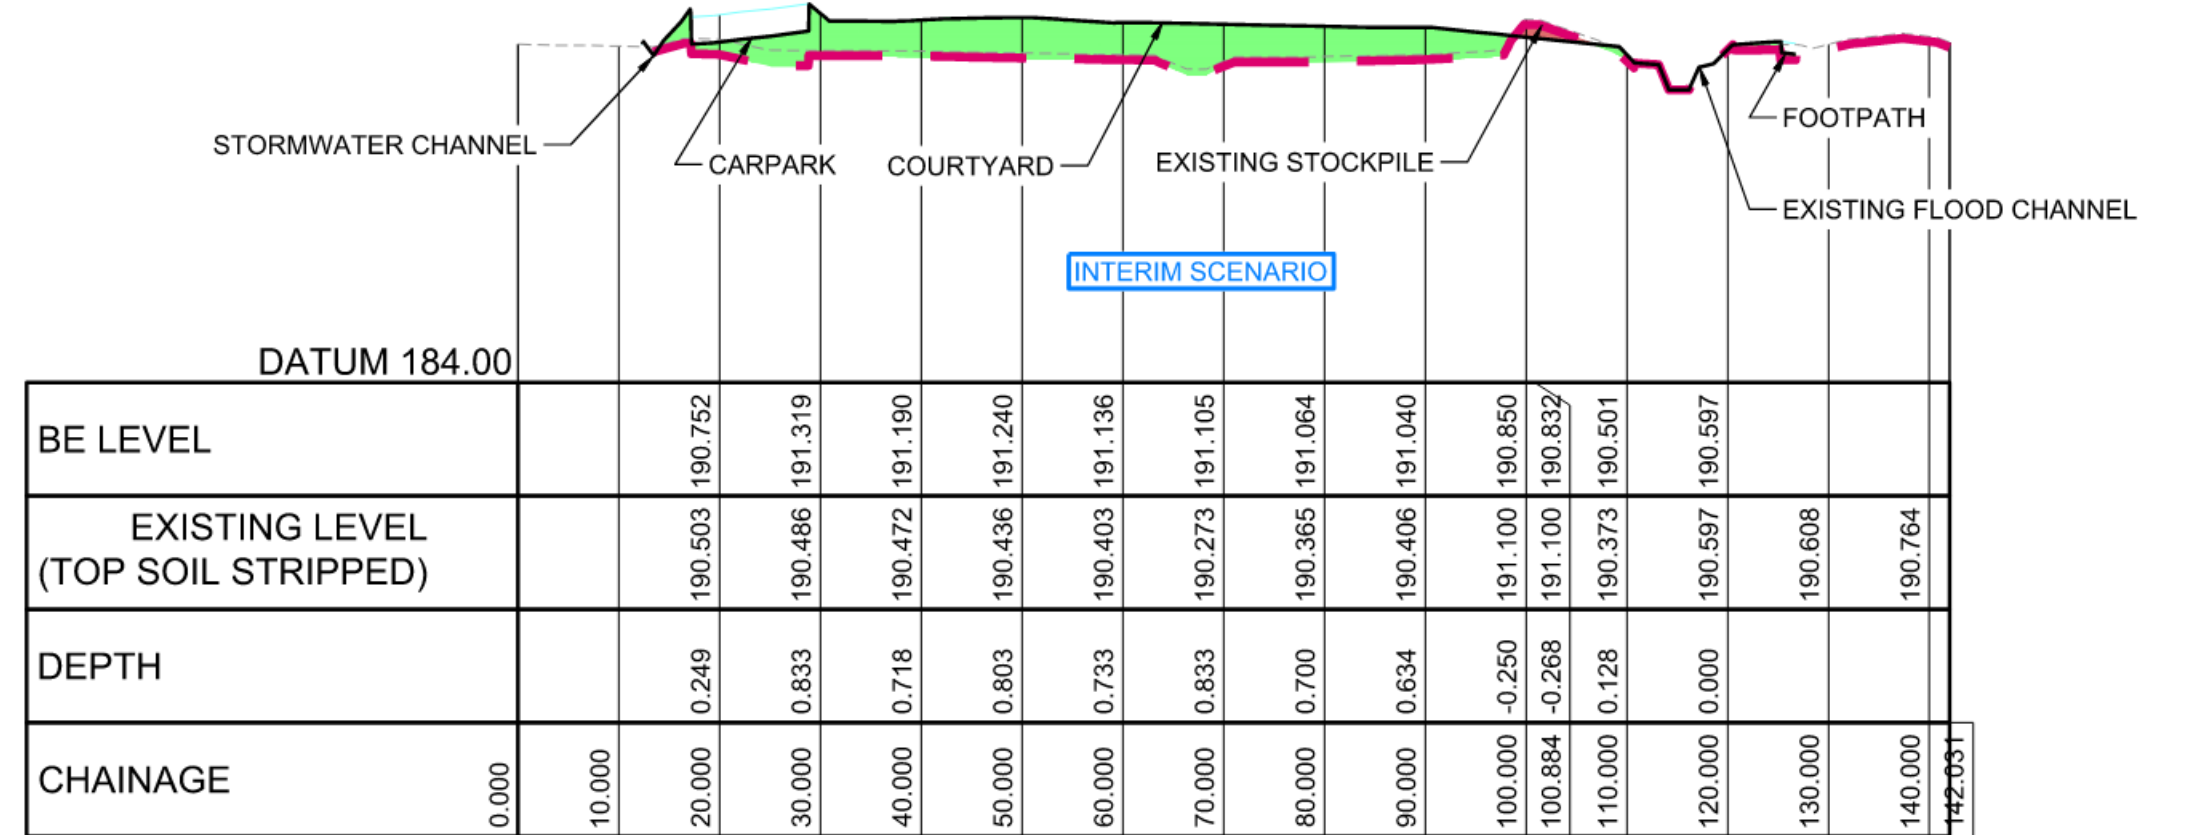 STORMWATER CHANNEL
CARPARK
COURTYARD
EXISTING STOCKPILE
FOOTPATH
EXISTING FLOOD CHANNEL
INTERIM SCENARIO
DATUM 184.00
BE LEVEL
190.752 191.319 191.190 191.240 191.136 191.105 191.064 191.040 190.850 190.832 190.501 190.597
EXISTING LEVEL
(TOP SOIL STRIPPED)
190.503 190.486 190.472 190.436 190.403 190.273 190.365 190.406 191.100 191.100 190.373 190.597 190.608 190.764
DEPTH
0.249 0.833 0.718 0.803 0.733 0.833 0.700 0.634 -0.250 -0.268 0.128 0.000
CHAINAGE
0.000 10.000 20.000 30.000 40.000 50.000 60.000 70.000 80.000 90.000 100.000 100.884 110.000 120.000 130.000 140.000 142.031